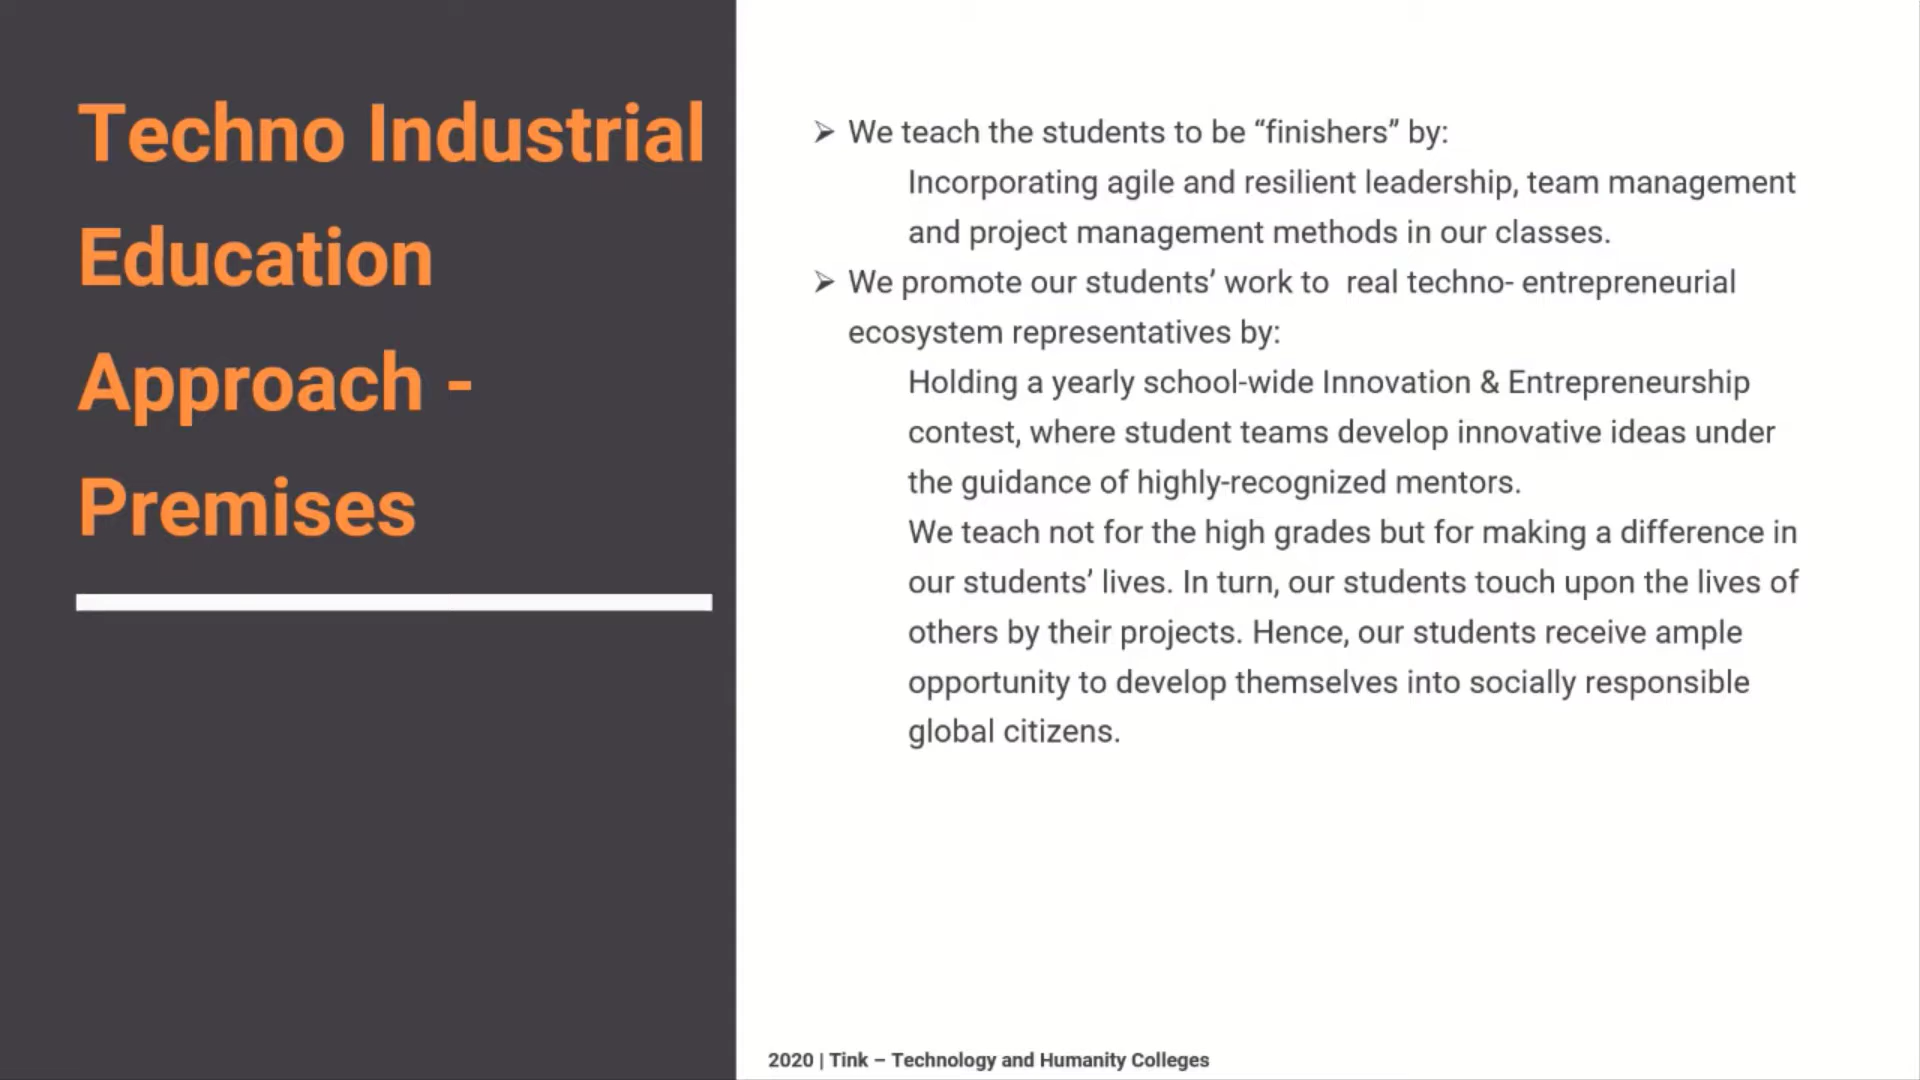 Techno Industrial
Education
Approach -
Premises
➢ We teach the students to be “finishers” by:
Incorporating agile and resilient leadership, team management
and project management methods in our classes.
➢ We promote our students’ work to  real techno- entrepreneurial
ecosystem representatives by:
Holding a yearly school-wide Innovation & Entrepreneurship
contest, where student teams develop innovative ideas under
the guidance of highly-recognized mentors.
We teach not for the high grades but for making a difference in
our students’ lives. In turn, our students touch upon the lives of
others by their projects. Hence, our students receive ample
opportunity to develop themselves into socially responsible
global citizens.
2020 | Tink – Technology and Humanity Colleges